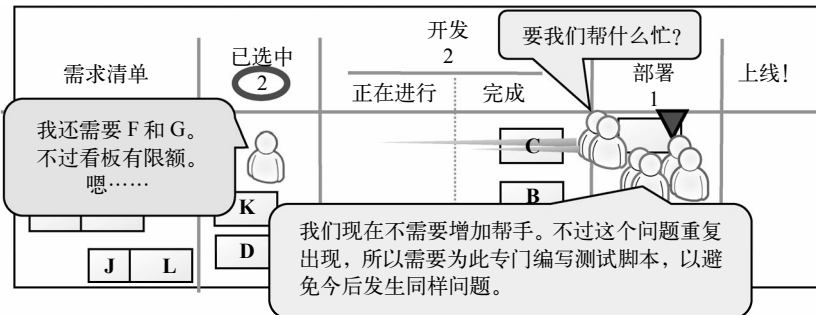 需求清单
已选中
2
开发
2
正在进行
完成
部署
1
上线！
要我们帮什么忙？
我还需要 F 和 G。
不过看板有限额。
嗯……
C
B
K
D
J
L
我们现在不需要增加帮手。不过这个问题重复
出现，所以需要为此专门编写测试脚本，以避
免今后发生同样问题。